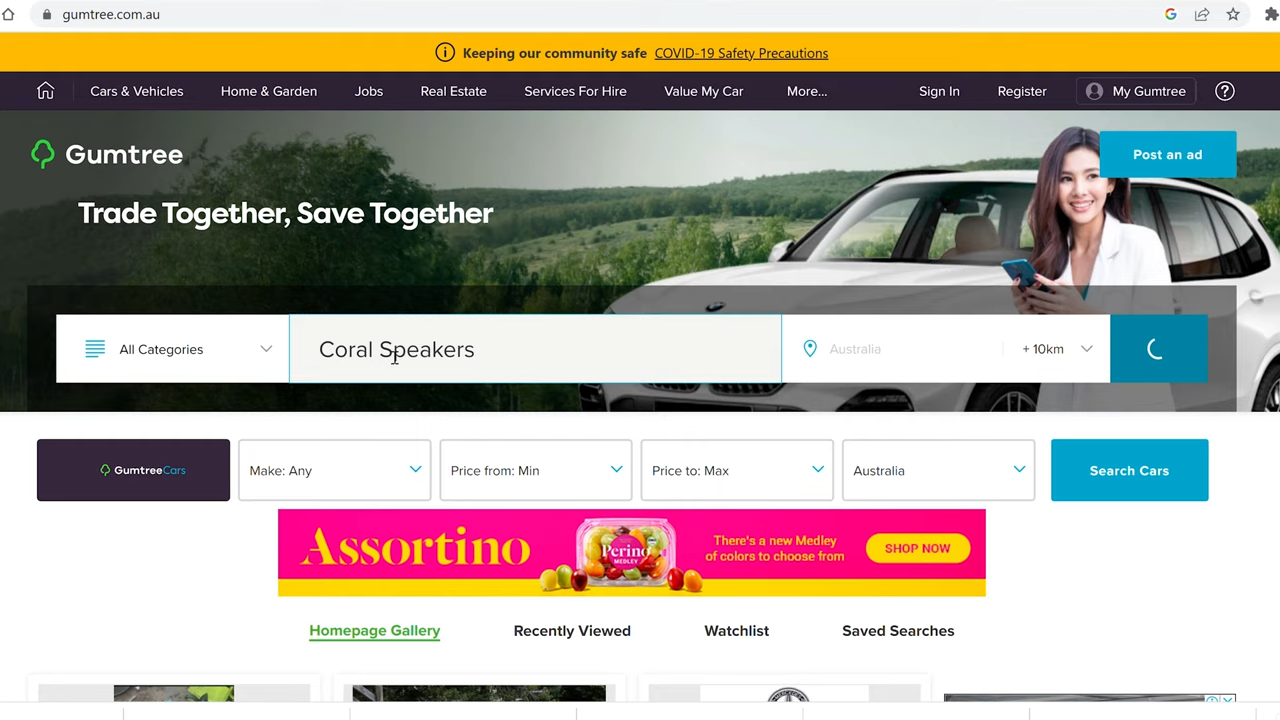 gumtree.com.au
Keeping our community safe COVID-19 Safety Precautions
Cars & Vehicles Home & Garden Jobs Real Estate Services For Hire Value My Car More... Sign In Register My Gumtree ?
Gumtree
Post an ad
Trade Together, Save Together
All Categories Coral Speakers Australia + 10km
GumtreeCars Make: Any Price from: Min Price to: Max Australia Search Cars
Assortino
Perino
MEDLEY
There's a new Medley
of colors to choose from
SHOP NOW
Homepage Gallery Recently Viewed Watchlist Saved Searches